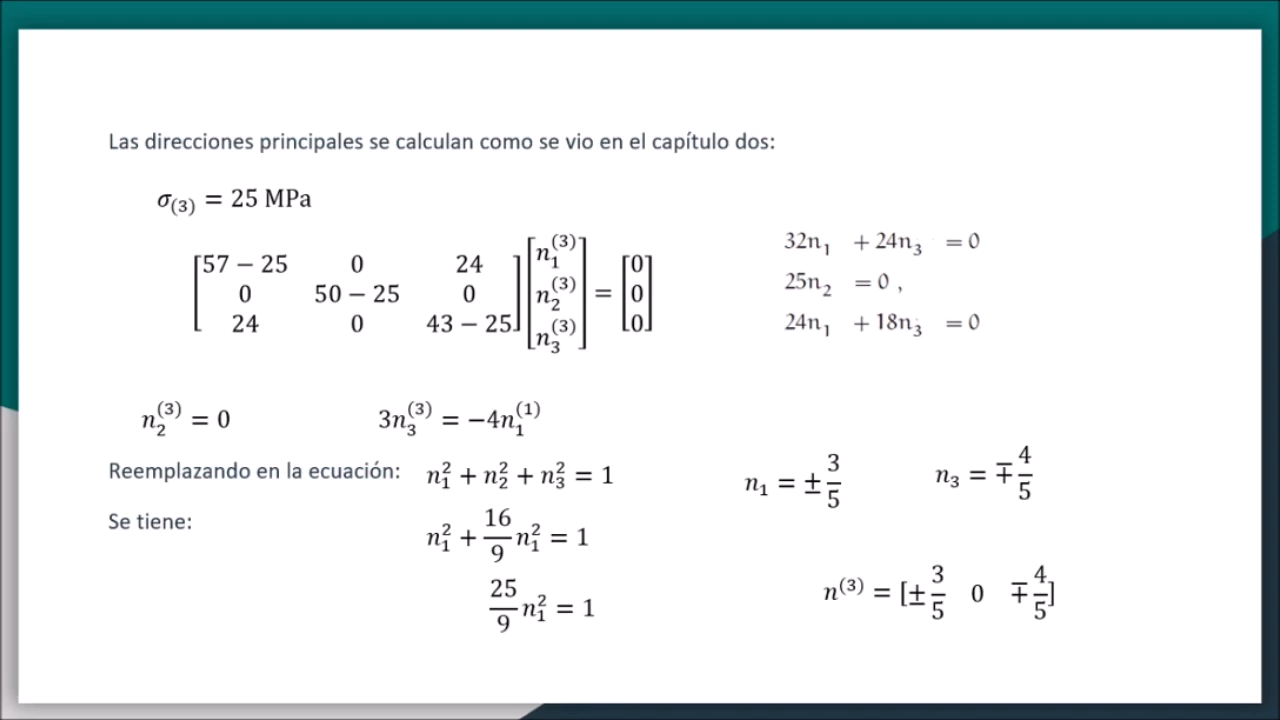 Las direcciones principales se calculan como se vio en el capítulo dos:
σ₍₃₎ = 25 MPa
[57 − 25 0 24
0 50 − 25 0
24 0 43 − 25] [n₁⁽³⁾
n₂⁽³⁾
n₃⁽³⁾] = [0
0
0]
32n₁ + 24n₃ = 0
25n₂ = 0 ,
24n₁ + 18n₃ = 0
n₂⁽³⁾ = 0 3n₃⁽³⁾ = −4n₁⁽¹⁾
Reemplazando en la ecuación: n₁² + n₂² + n₃² = 1
n₁ = ±3/5 n₃ = ∓4/5
Se tiene: n₁² + 16/9 n₁² = 1
25/9 n₁² = 1
n⁽³⁾ = [±3/5 0 ∓4/5]